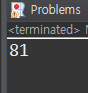 Problems
<terminated>
81